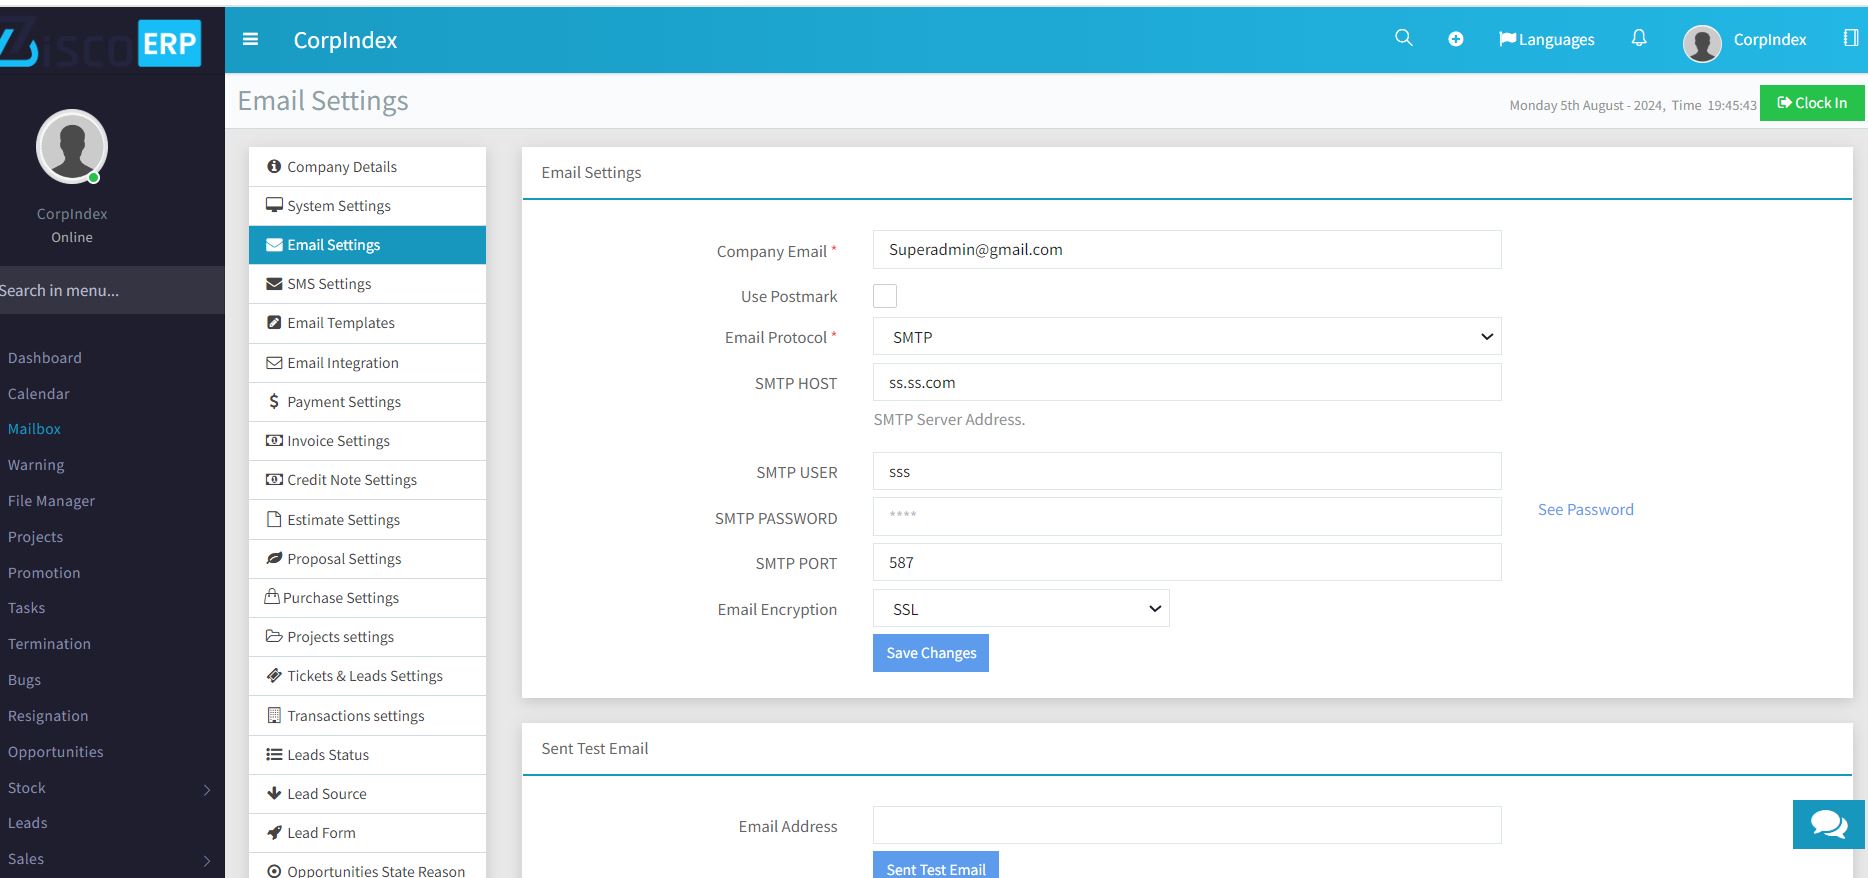 ZiscoERP
CorpIndex
Languages
CorpIndex
Email Settings
Monday 5th August - 2024, Time 19:45:43
Clock In
CorpIndex
Online
Search in menu...
Dashboard
Calendar
Mailbox
Warning
File Manager
Projects
Promotion
Tasks
Termination
Bugs
Resignation
Opportunities
Stock
Leads
Sales
Company Details
System Settings
Email Settings
SMS Settings
Email Templates
Email Integration
Payment Settings
Invoice Settings
Credit Note Settings
Estimate Settings
Proposal Settings
Purchase Settings
Projects settings
Tickets & Leads Settings
Transactions settings
Leads Status
Lead Source
Lead Form
Opportunities State Reason
Email Settings
Company Email * Superadmin@gmail.com
Use Postmark
Email Protocol * SMTP
SMTP HOST ss.ss.com
SMTP Server Address.
SMTP USER sss
SMTP PASSWORD **** See Password
SMTP PORT 587
Email Encryption SSL
Save Changes
Sent Test Email
Email Address
Sent Test Email